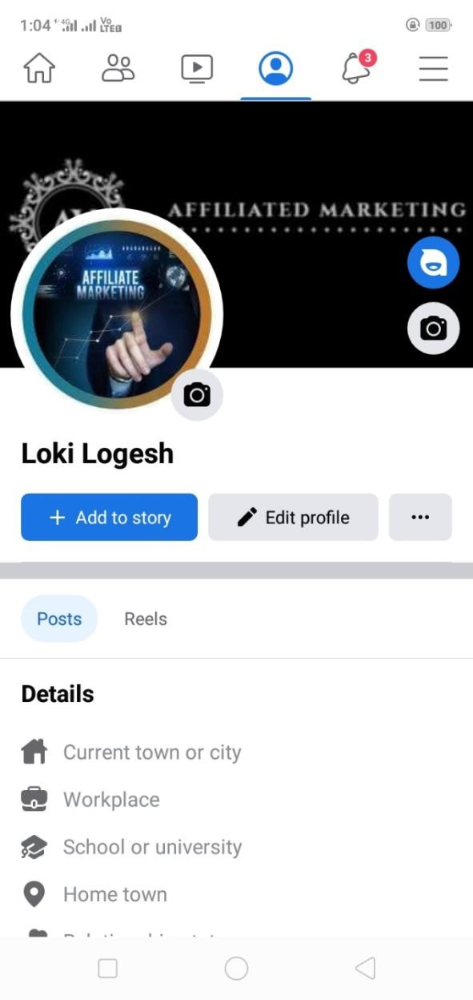 1:04 4G Vo LTE 100
3
AFFILIATED MARKETING
AFFILIATE
MARKETING
Loki Logesh
+ Add to story
Edit profile
...
Posts Reels
Details
Current town or city
Workplace
School or university
Home town